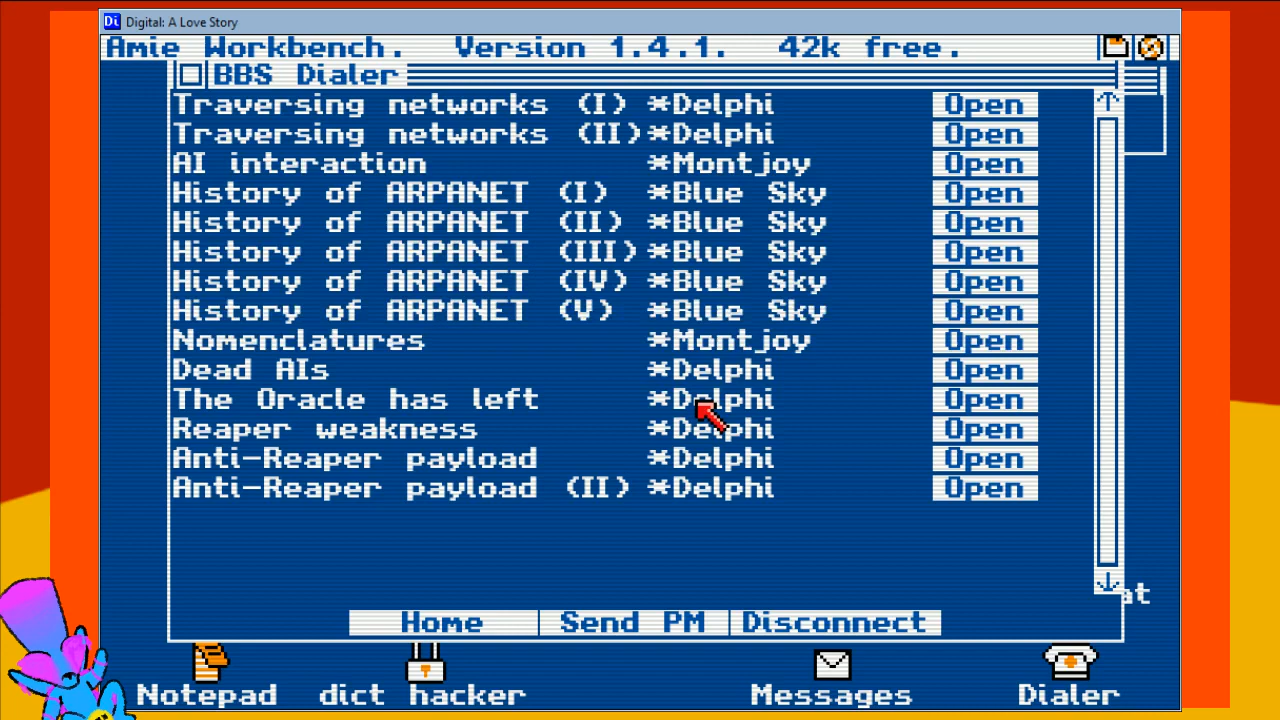 Di Digital: A Love Story
Amie Workbench. Version 1.4.1. 42k free.
BBS Dialer
Traversing networks (I) *Delphi Open
Traversing networks (II) *Delphi Open
AI interaction *Montjoy Open
History of ARPANET (I) *Blue Sky Open
History of ARPANET (II) *Blue Sky Open
History of ARPANET (III) *Blue Sky Open
History of ARPANET (IV) *Blue Sky Open
History of ARPANET (V) *Blue Sky Open
Nomenclatures *Montjoy Open
Dead AIs *Delphi Open
The Oracle has left *Delphi Open
Reaper weakness *Delphi Open
Anti-Reaper payload *Delphi Open
Anti-Reaper payload (II) *Delphi Open
at
Home Send PM Disconnect
Notepad dict hacker Messages Dialer